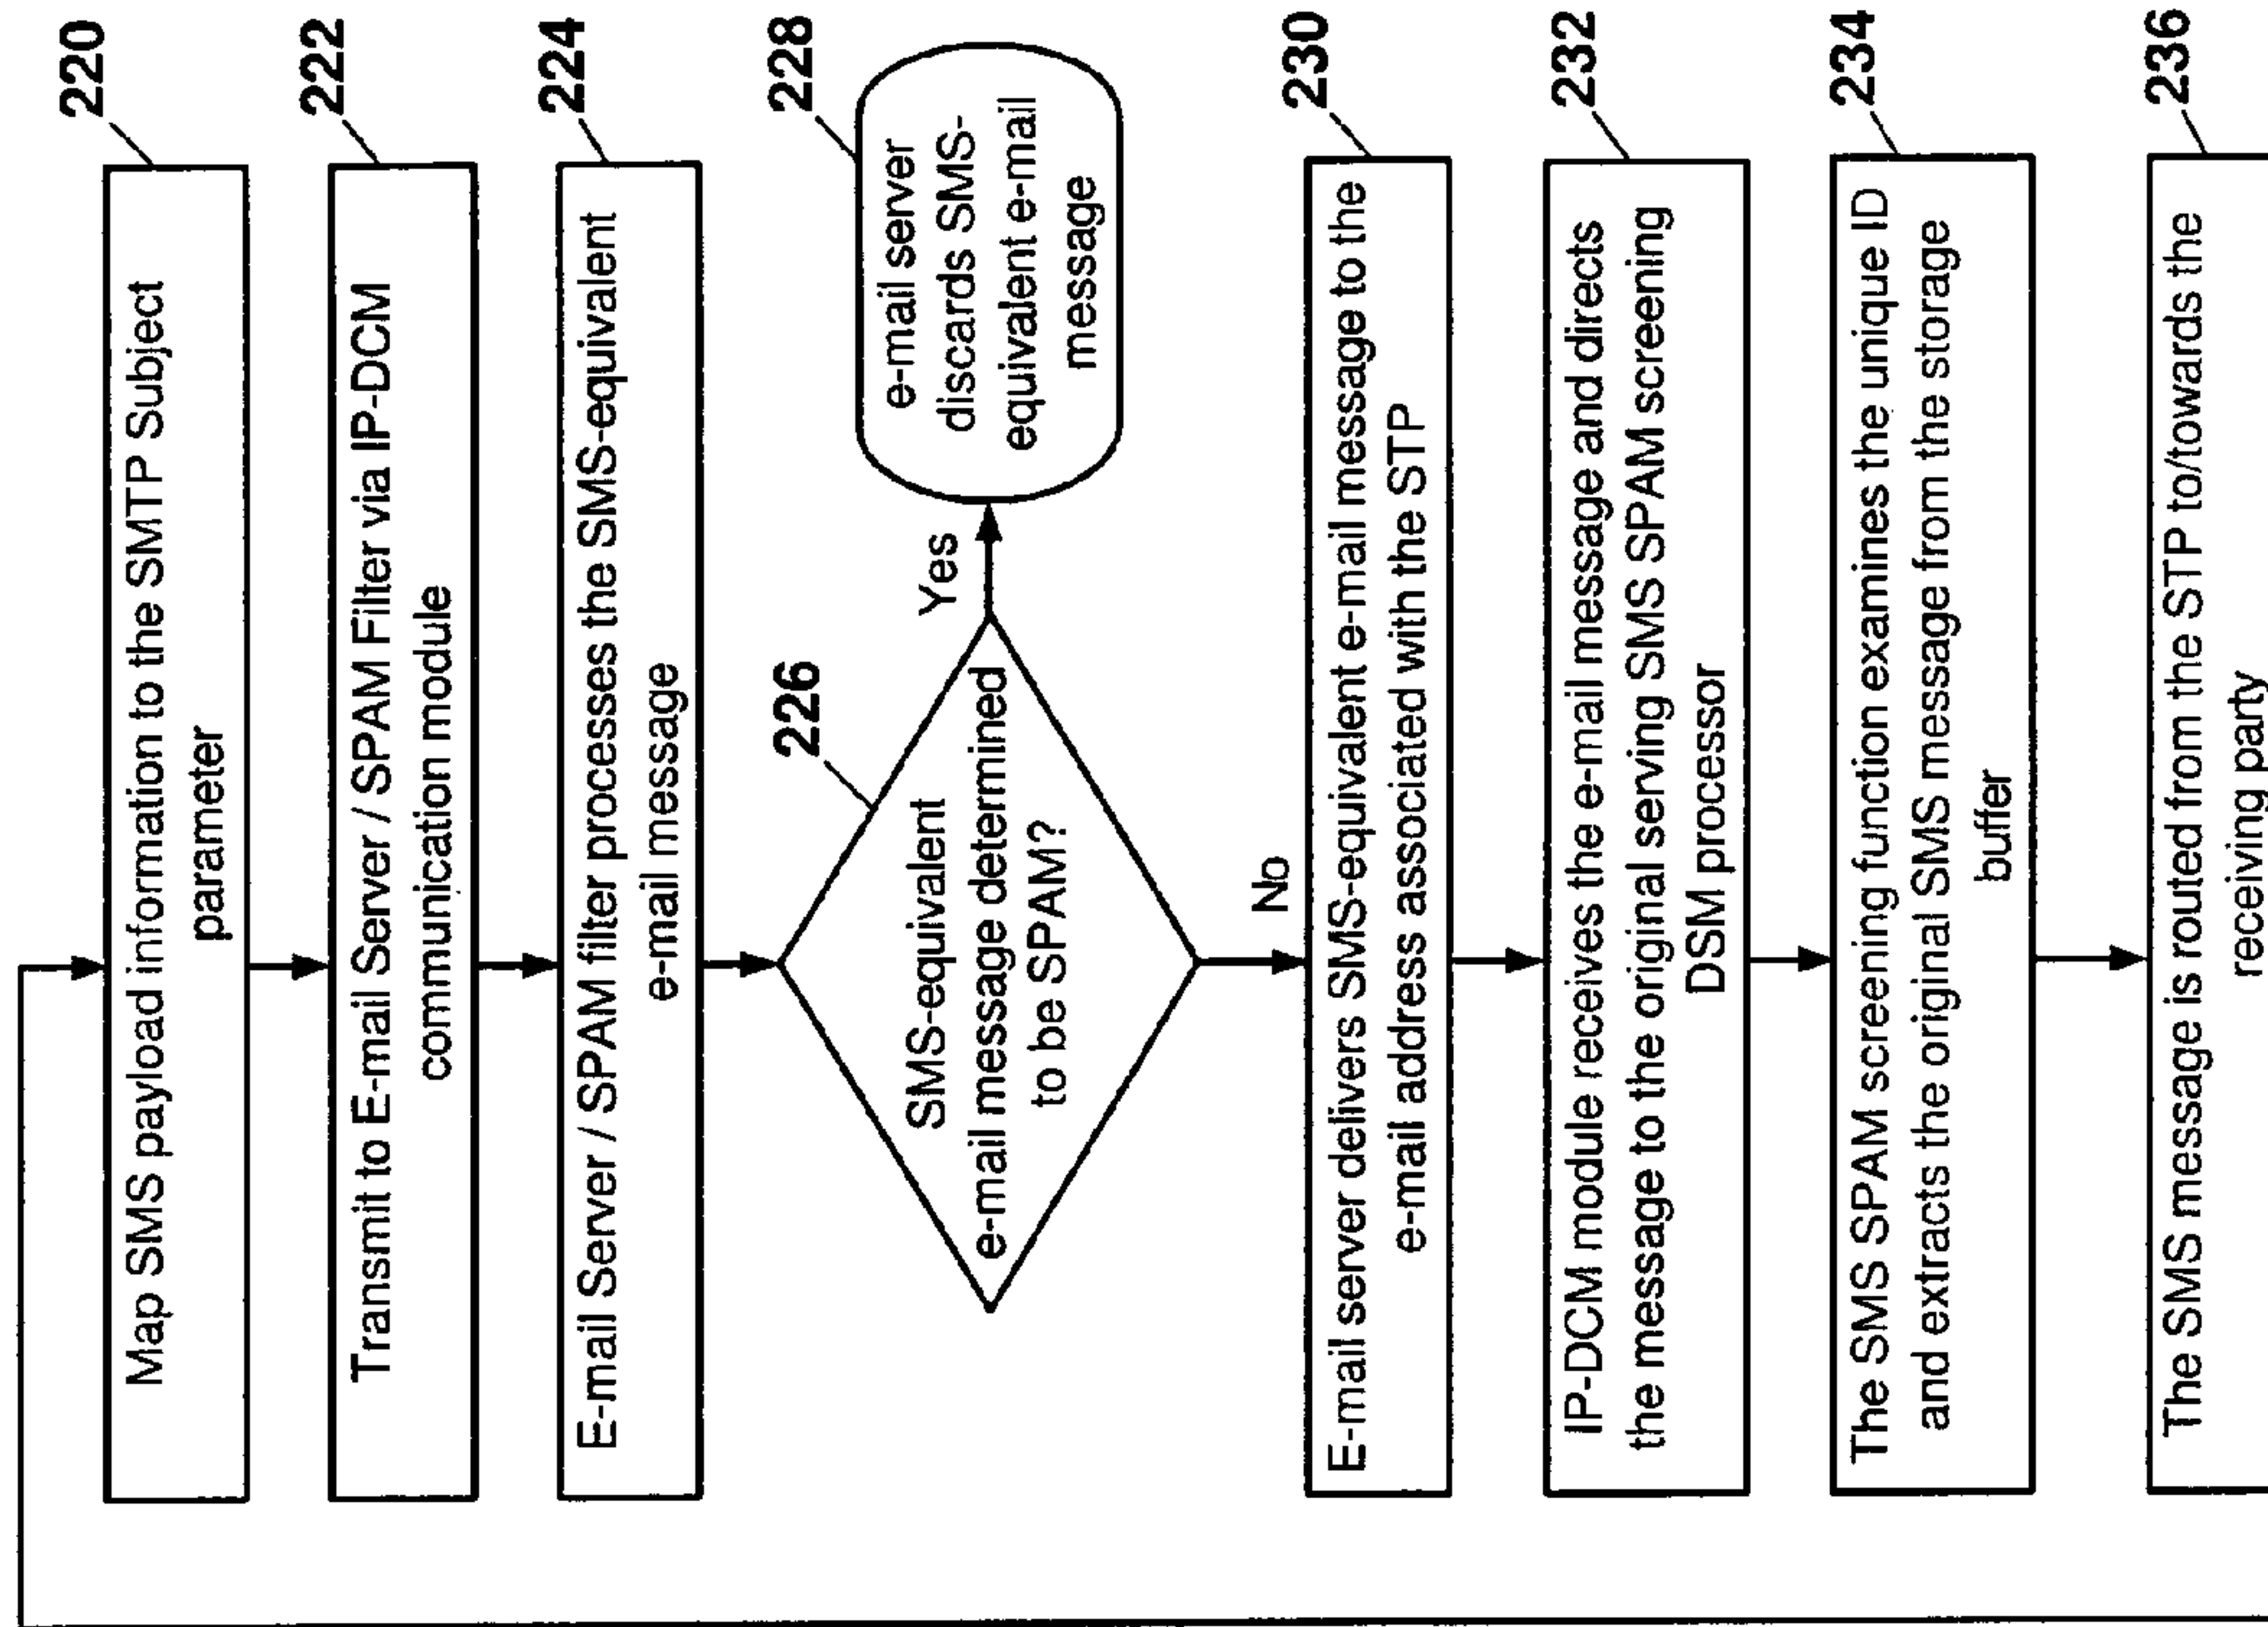 220
Map SMS payload information to the SMTP Subject
parameter
222
Transmit to E-mail Server / SPAM Filter via IP-DCM
communication module
224
E-mail Server / SPAM filter processes the SMS-equivalent
e-mail message
226
SMS-equivalent
e-mail message determined
to be SPAM?
Yes
228
e-mail server
discards SMS-
equivalent e-mail
message
No
230
E-mail server delivers SMS-equivalent e-mail message to the
e-mail address associated with the STP
232
IP-DCM module receives the e-mail message and directs
the message to the original serving SMS SPAM screening
DSM processor
234
The SMS SPAM screening function examines the unique ID
and extracts the original SMS message from the storage
buffer
236
The SMS message is routed from the STP to/towards the
receiving party